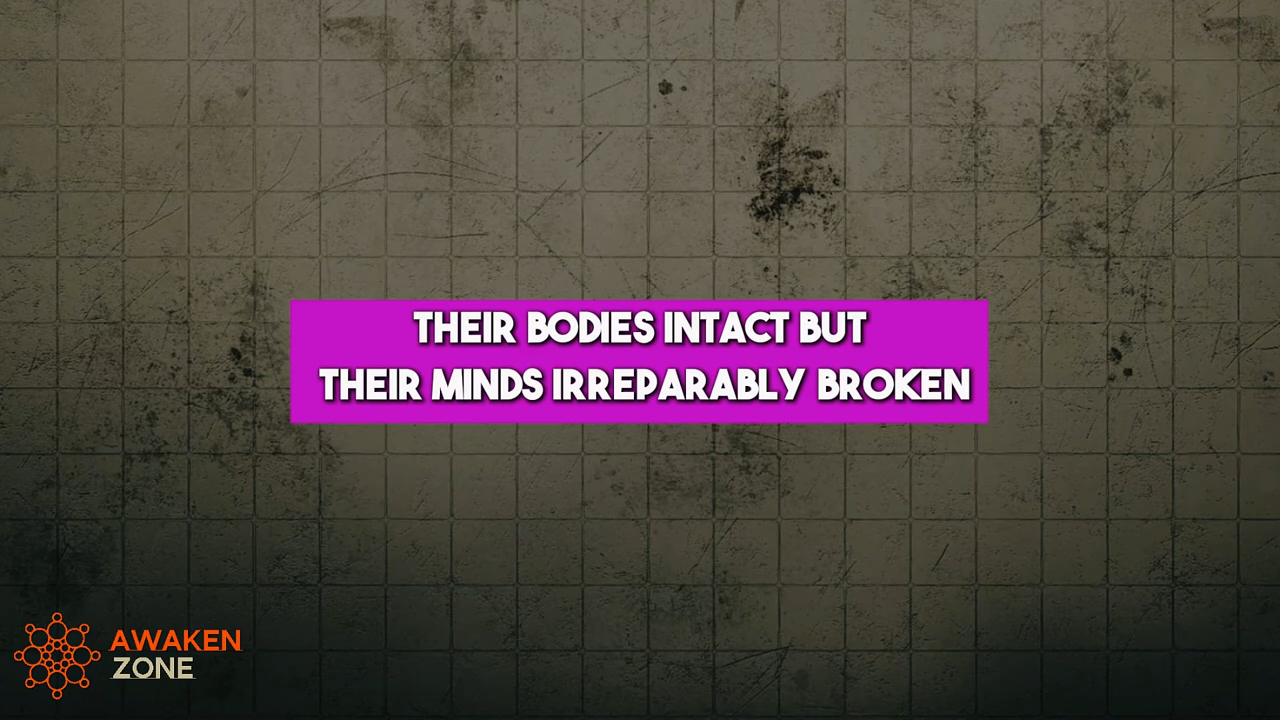 THEIR BODIES INTACT BUT
THEIR MINDS IRREPARABLY BROKEN
AWAKEN
ZONE